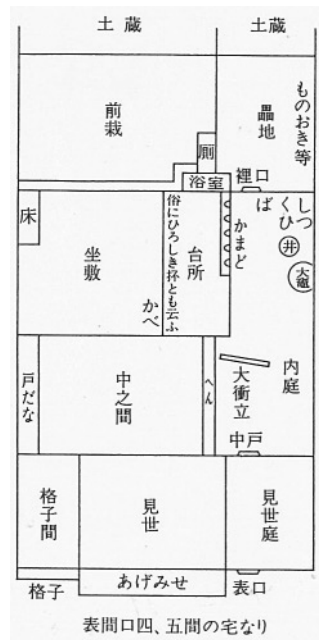 土蔵
土蔵
前栽
厠
畾地
ものおき等
浴室
裡口
床
坐敷
かべ
台所
俗にひろしき抔とも云ふ
かまど
しつくひば
井
大竈
内庭
戸だな
中之間
へん
大衝立
中戸
格子間
見世
見世庭
格子
あげみせ
表口
表間口四、五間の宅なり